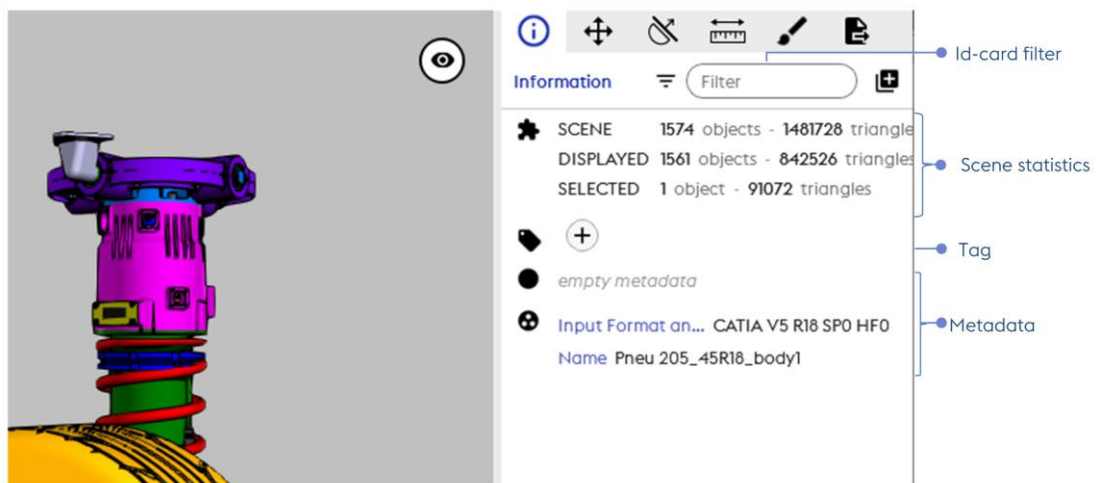 Id-card filter
Information Filter
SCENE 1574 objects - 1481728 triangle
DISPLAYED 1561 objects - 842526 triangles
Scene statistics
SELECTED 1 object - 91072 triangles
Tag
empty metadata
Input Format an... CATIA V5 R18 SP0 HF0
Metadata
Name Pneu 205_45R18_body1